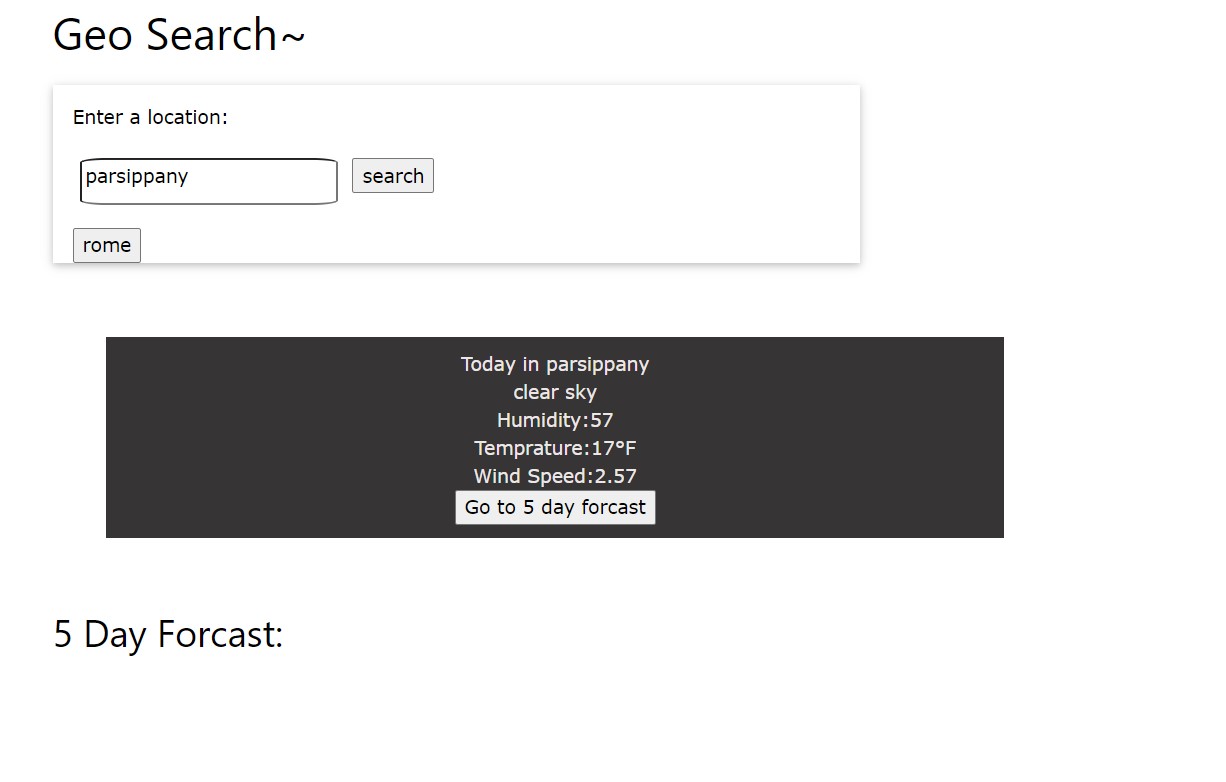 Geo Search~
Enter a location:
parsippany search
rome
Today in parsippany
clear sky
Humidity:57
Temprature:17°F
Wind Speed:2.57
Go to 5 day forcast
5 Day Forcast: